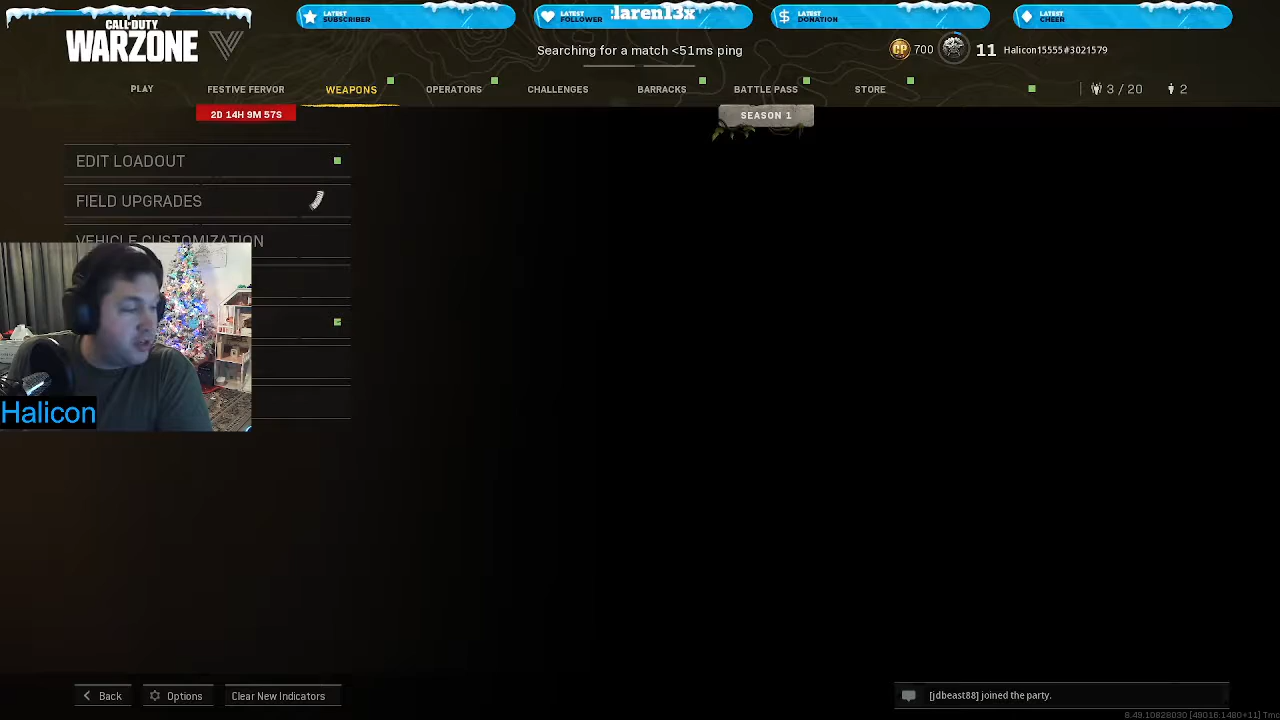 CALL OF DUTY
WARZONE
LATEST
SUBSCRIBER
LATEST
FOLLOWER
:laren13x
LATEST
DONATION
LATEST
CHEER
Searching for a match <51ms ping
CP 700
11
Halicon15555#3021579
PLAY
FESTIVE FERVOR
WEAPONS
OPERATORS
CHALLENGES
BARRACKS
BATTLE PASS
STORE
3 / 20
2
2D 14H 9M 57S
SEASON 1
EDIT LOADOUT
FIELD UPGRADES
VEHICLE CUSTOMIZATION
Halicon
Back
Options
Clear New Indicators
[jdbeast88] joined the party.